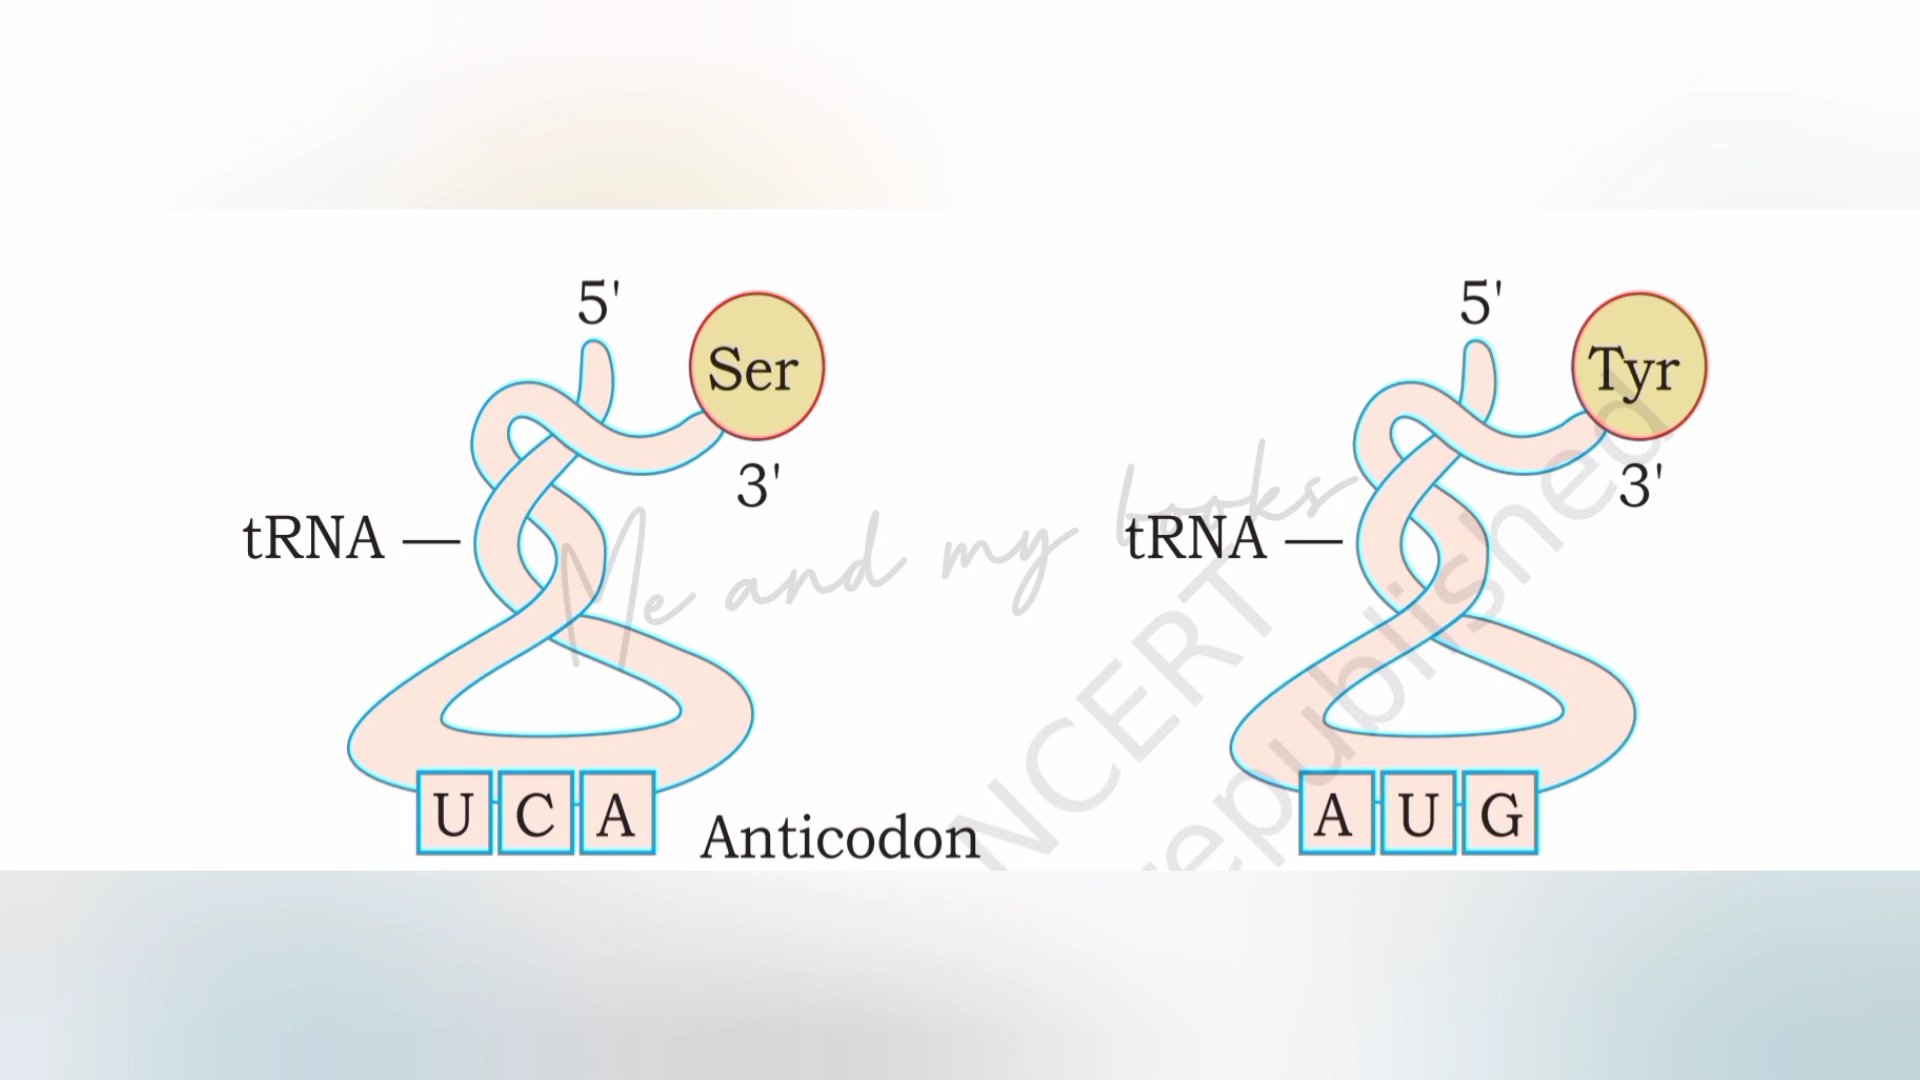 5' Ser 5' Tyr
3' 3'
tRNA tRNA
Me and my books
U C A Anticodon A U G
NCERT
republished